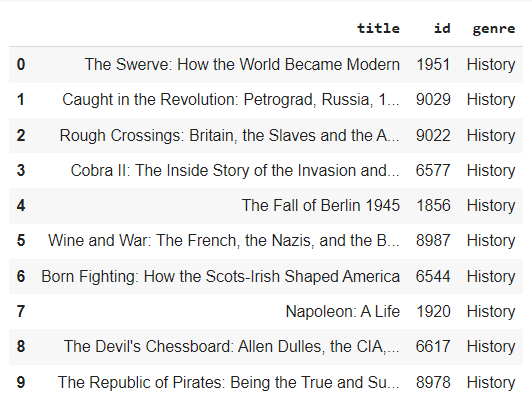 title id genre
0 The Swerve: How the World Became Modern 1951 History
1 Caught in the Revolution: Petrograd, Russia, 1... 9029 History
2 Rough Crossings: Britain, the Slaves and the A... 9022 History
3 Cobra II: The Inside Story of the Invasion and... 6577 History
4 The Fall of Berlin 1945 1856 History
5 Wine and War: The French, the Nazis, and the B... 8987 History
6 Born Fighting: How the Scots-Irish Shaped America 6544 History
7 Napoleon: A Life 1920 History
8 The Devil's Chessboard: Allen Dulles, the CIA,... 6617 History
9 The Republic of Pirates: Being the True and Su... 8978 History